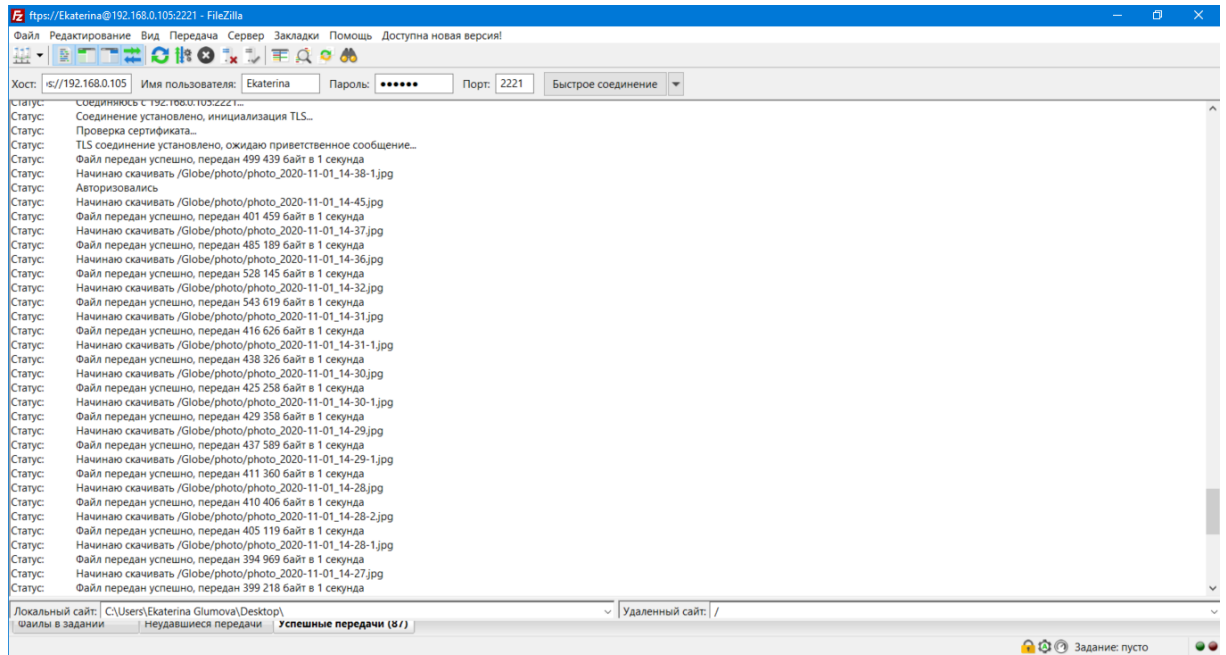 ftps://Ekaterina@192.168.0.105:2221 - FileZilla
Файл Редактирование Вид Передача Сервер Закладки Помощь Доступна новая версия!
Хост: s://192.168.0.105 Имя пользователя: Ekaterina Пароль: ●●●●●● Порт: 2221 Быстрое соединение
Статус: Соединяюсь с 192.168.0.105:2221...
Статус: Соединение установлено, инициализация TLS...
Статус: Проверка сертификата...
Статус: TLS соединение установлено, ожидаю приветственное сообщение...
Статус: Файл передан успешно, передан 499 439 байт в 1 секунда
Статус: Начинаю скачивать /Globe/photo/photo_2020-11-01_14-38-1.jpg
Статус: Авторизовались
Статус: Начинаю скачивать /Globe/photo/photo_2020-11-01_14-45.jpg
Статус: Файл передан успешно, передан 401 459 байт в 1 секунда
Статус: Начинаю скачивать /Globe/photo/photo_2020-11-01_14-37.jpg
Статус: Файл передан успешно, передан 485 189 байт в 1 секунда
Статус: Начинаю скачивать /Globe/photo/photo_2020-11-01_14-36.jpg
Статус: Файл передан успешно, передан 528 145 байт в 1 секунда
Статус: Начинаю скачивать /Globe/photo/photo_2020-11-01_14-32.jpg
Статус: Файл передан успешно, передан 543 619 байт в 1 секунда
Статус: Начинаю скачивать /Globe/photo/photo_2020-11-01_14-31.jpg
Статус: Файл передан успешно, передан 416 626 байт в 1 секунда
Статус: Начинаю скачивать /Globe/photo/photo_2020-11-01_14-31-1.jpg
Статус: Файл передан успешно, передан 438 326 байт в 1 секунда
Статус: Начинаю скачивать /Globe/photo/photo_2020-11-01_14-30.jpg
Статус: Файл передан успешно, передан 425 258 байт в 1 секунда
Статус: Начинаю скачивать /Globe/photo/photo_2020-11-01_14-30-1.jpg
Статус: Файл передан успешно, передан 429 358 байт в 1 секунда
Статус: Начинаю скачивать /Globe/photo/photo_2020-11-01_14-29.jpg
Статус: Файл передан успешно, передан 437 589 байт в 1 секунда
Статус: Начинаю скачивать /Globe/photo/photo_2020-11-01_14-29-1.jpg
Статус: Файл передан успешно, передан 411 360 байт в 1 секунда
Статус: Начинаю скачивать /Globe/photo/photo_2020-11-01_14-28.jpg
Статус: Файл передан успешно, передан 410 406 байт в 1 секунда
Статус: Начинаю скачивать /Globe/photo/photo_2020-11-01_14-28-2.jpg
Статус: Файл передан успешно, передан 405 119 байт в 1 секунда
Статус: Начинаю скачивать /Globe/photo/photo_2020-11-01_14-28-1.jpg
Статус: Файл передан успешно, передан 394 969 байт в 1 секунда
Статус: Начинаю скачивать /Globe/photo/photo_2020-11-01_14-27.jpg
Статус: Файл передан успешно, передан 399 218 байт в 1 секунда
Локальный сайт: C:\Users\Ekaterina Glumova\Desktop\ Удаленный сайт: /
Файлы в задании Неудавшиеся передачи Успешные передачи (87)
Задание: пусто